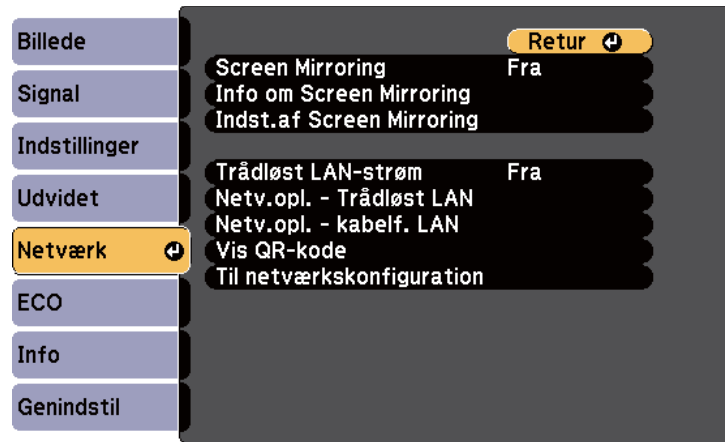 Billede
Signal
Indstillinger
Udvidet
Netværk
ECO
Info
Genindstil
Retur
Screen Mirroring Fra
Info om Screen Mirroring
Indst.af Screen Mirroring
Trådløst LAN-strøm Fra
Netv.opl. - Trådløst LAN
Netv.opl. - kabelf. LAN
Vis QR-kode
Til netværkskonfiguration